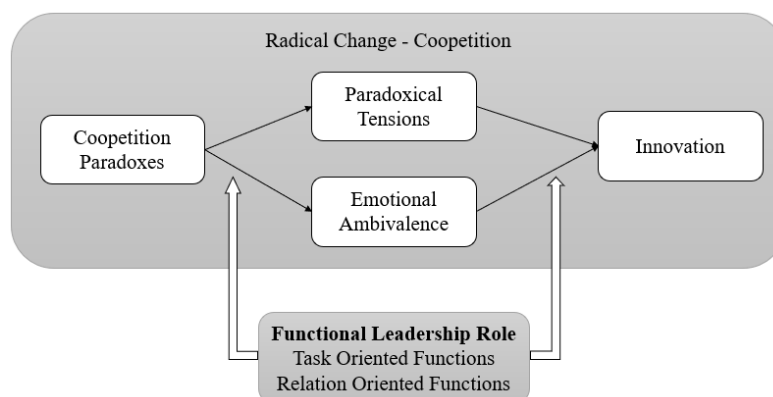 Radical Change - Coopetition
Paradoxical
Tensions
Coopetition
Paradoxes
Innovation
Emotional
Ambivalence
Functional Leadership Role
Task Oriented Functions
Relation Oriented Functions